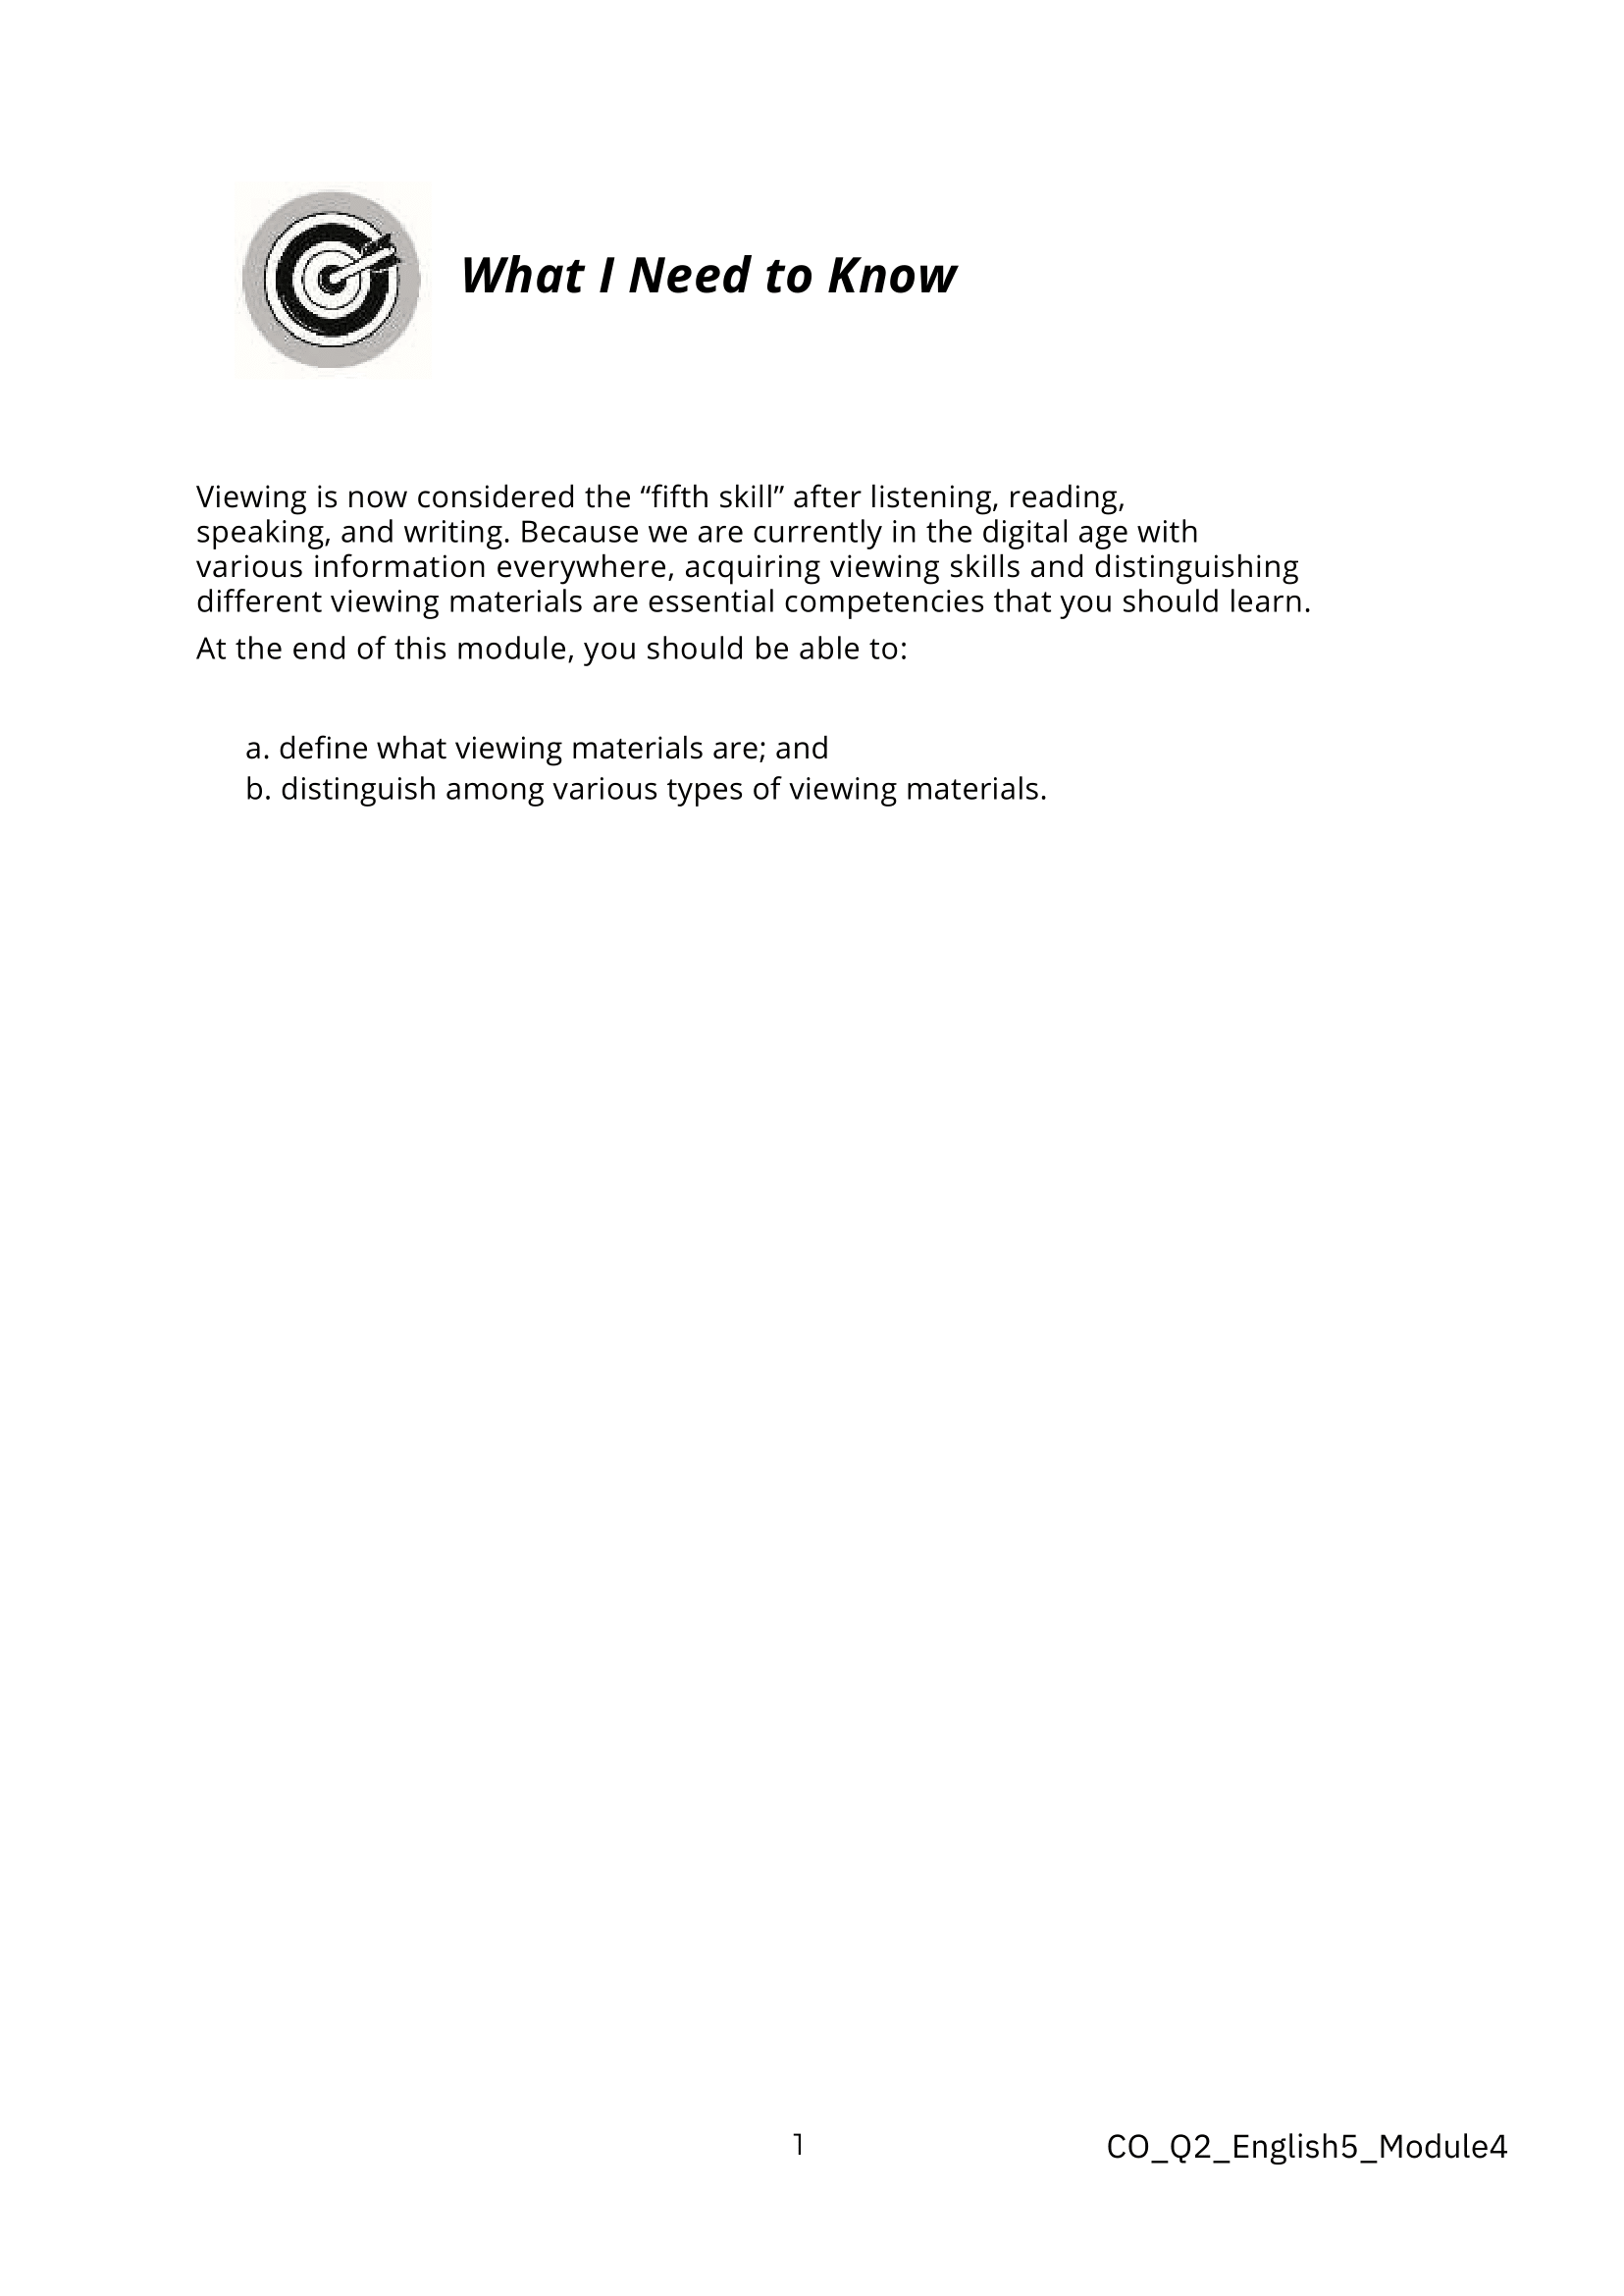 What I Need to Know
Viewing is now considered the “fifth skill” after listening, reading,
speaking, and writing. Because we are currently in the digital age with
various information everywhere, acquiring viewing skills and distinguishing
different viewing materials are essential competencies that you should learn.
At the end of this module, you should be able to:
a. define what viewing materials are; and
b. distinguish among various types of viewing materials.
1
CO_Q2_English5_Module4